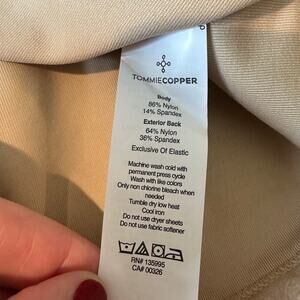 TOMMIECOPPER
Body
86% Nylon
14% Spandex
Exterior Back
64% Nylon
36% Spandex
Exclusive Of Elastic
Machine wash cold with
permanent press cycle
Wash with like colors
Only non chlorine bleach when
needed
Tumble dry low heat
Cool iron
Do not use dryer sheets
Do not use fabric softener
RN# 135995
CA# 00326